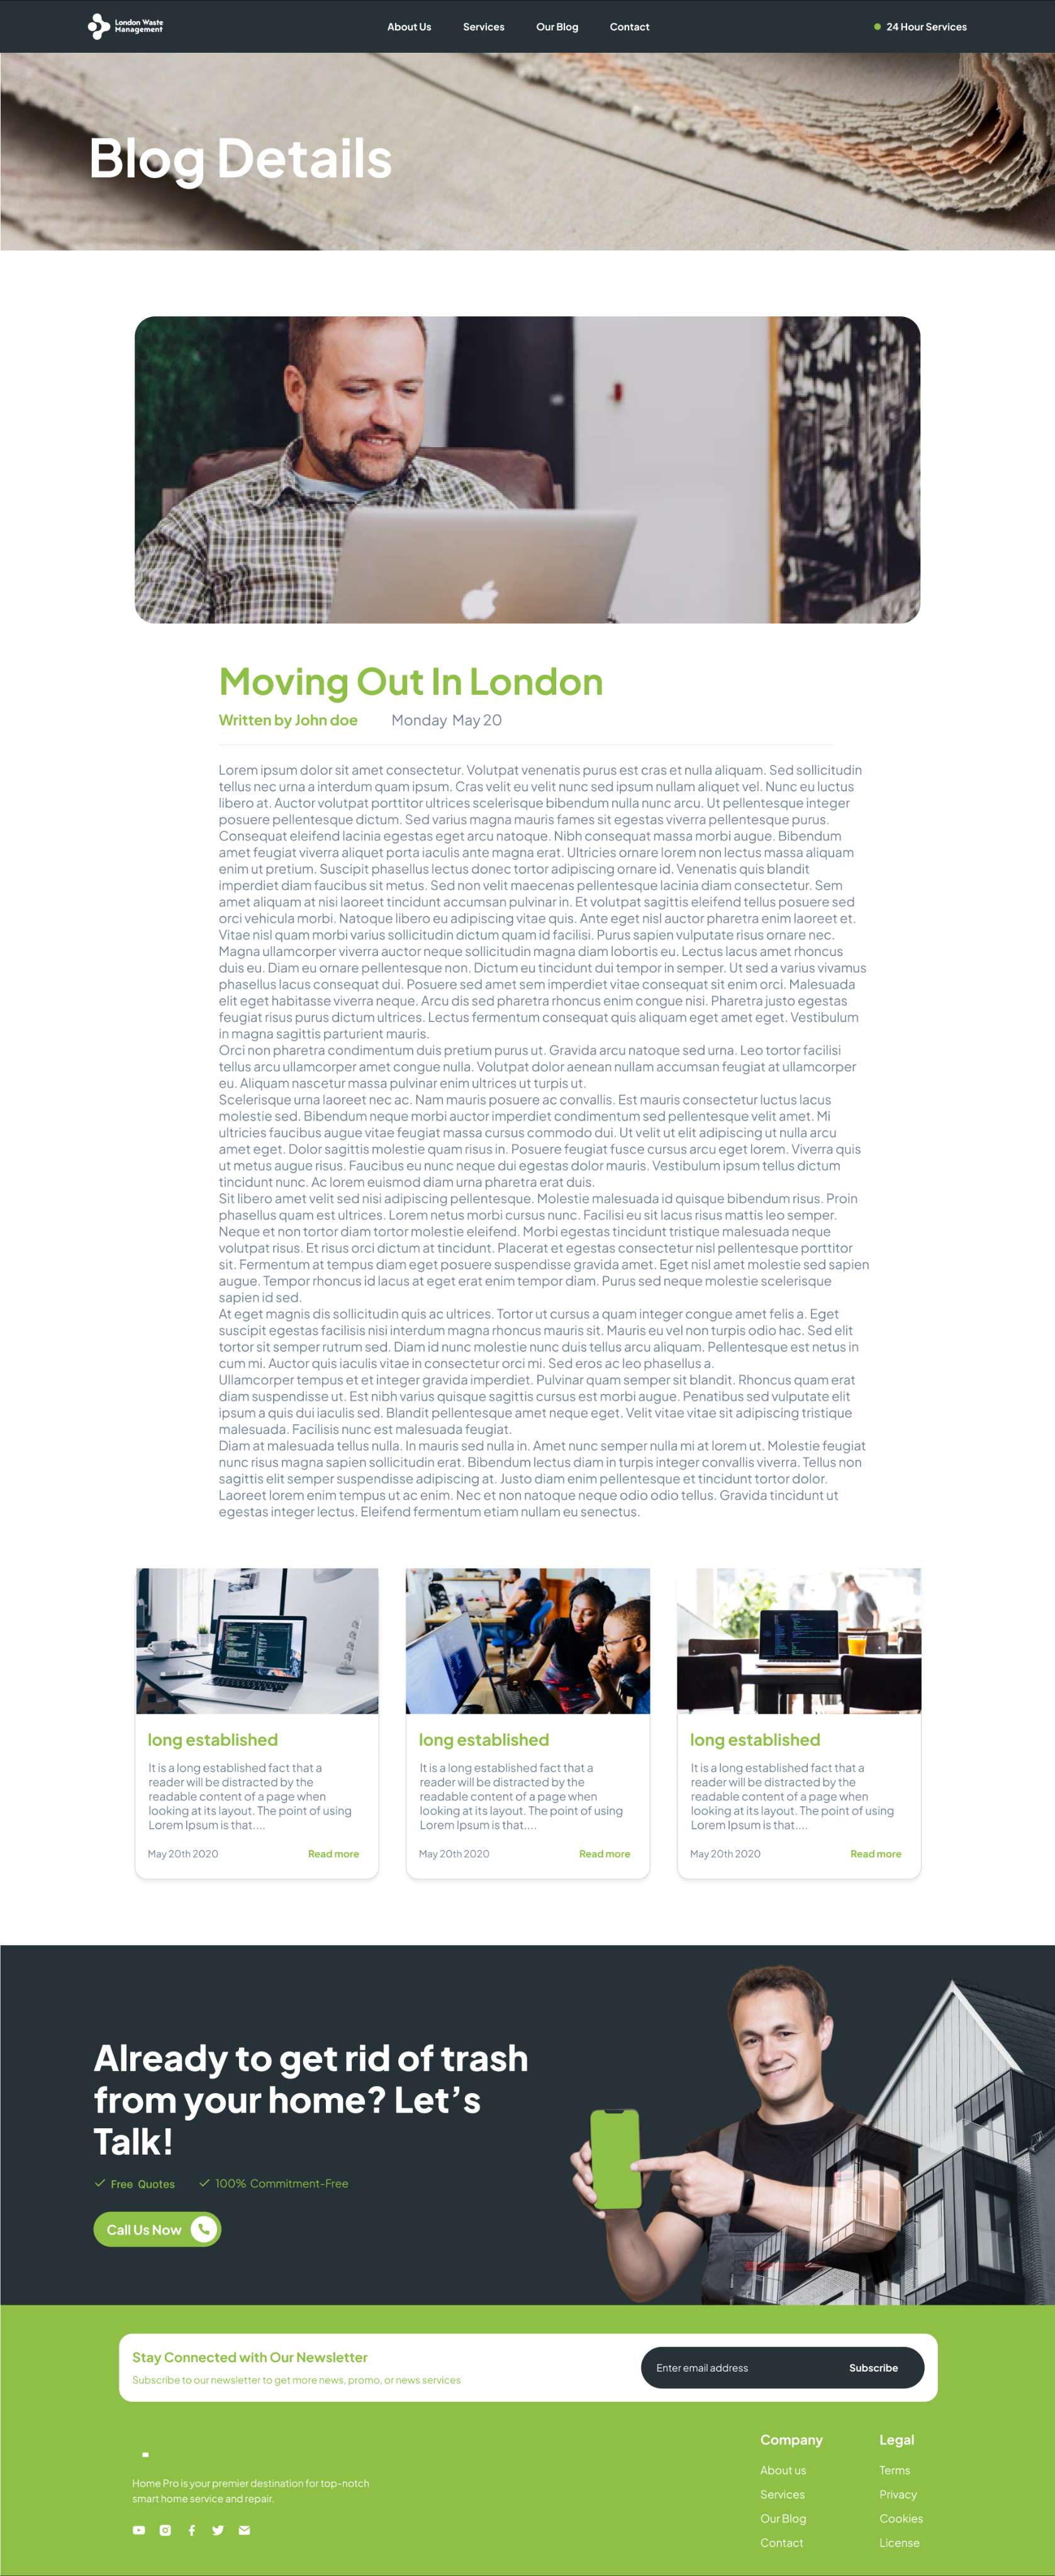 London Waste
Management
About Us
Services
Our Blog
Contact
24 Hour Services
Blog Details
Moving Out In London
Written by John doe
Monday May 20
Lorem ipsum dolor sit amet consectetur. Volutpat venenatis purus est cras et nulla aliquam. Sed sollicitudin
tellus nec urna a interdum quam ipsum. Cras velit eu velit nunc sed ipsum nullam aliquet vel. Nunc eu luctus
libero at. Auctor volutpat porttitor ultrices scelerisque bibendum nulla nunc arcu. Ut pellentesque integer
posuere pellentesque dictum. Sed varius magna mauris fames sit egestas viverra pellentesque purus.
Consequat eleifend lacinia egestas eget arcu natoque. Nibh consequat massa morbi augue. Bibendum
amet feugiat viverra aliquet porta iaculis ante magna erat. Ultricies ornare lorem non lectus massa aliquam
enim ut pretium. Suscipit phasellus lectus donec tortor adipiscing ornare id. Venenatis quis blandit
imperdiet diam faucibus sit metus. Sed non velit maecenas pellentesque lacinia diam consectetur. Sem
amet aliquam at nisi laoreet tincidunt accumsan pulvinar in. Et volutpat sagittis eleifend tellus posuere sed
orci vehicula morbi. Natoque libero eu adipiscing vitae quis. Ante eget nisl auctor pharetra enim laoreet et.
Vitae nisl quam morbi varius sollicitudin dictum quam id facilisi. Purus sapien vulputate risus ornare nec.
Magna ullamcorper viverra auctor neque sollicitudin magna diam lobortis eu. Lectus lacus amet rhoncus
duis eu. Diam eu ornare pellentesque non. Dictum eu tincidunt dui tempor in semper. Ut sed a varius vivamus
phasellus lacus consequat dui. Posuere sed amet sem imperdiet vitae consequat sit enim orci. Malesuada
elit eget habitasse viverra neque. Arcu dis sed pharetra rhoncus enim congue nisi. Pharetra justo egestas
feugiat risus purus dictum ultrices. Lectus fermentum consequat quis aliquam eget amet eget. Vestibulum
in magna sagittis parturient mauris.
Orci non pharetra condimentum duis pretium purus ut. Gravida arcu natoque sed urna. Leo tortor facilisi
tellus arcu ullamcorper amet congue nulla. Volutpat dolor aenean nullam accumsan feugiat at ullamcorper
eu. Aliquam nascetur massa pulvinar enim ultrices ut turpis ut.
Scelerisque urna laoreet nec ac. Nam mauris posuere ac convallis. Est mauris consectetur luctus lacus
molestie sed. Bibendum neque morbi auctor imperdiet condimentum sed pellentesque velit amet. Mi
ultricies faucibus augue vitae feugiat massa cursus commodo dui. Ut velit ut elit adipiscing ut nulla arcu
amet eget. Dolor sagittis molestie quam risus in. Posuere feugiat fusce cursus arcu eget lorem. Viverra quis
ut metus augue risus. Faucibus eu nunc neque dui egestas dolor mauris. Vestibulum ipsum tellus dictum
tincidunt nunc. Ac lorem euismod diam urna pharetra erat duis.
Sit libero amet velit sed nisi adipiscing pellentesque. Molestie malesuada id quisque bibendum risus. Proin
phasellus quam est ultrices. Lorem netus morbi cursus nunc. Facilisi eu sit lacus risus mattis leo semper.
Neque et non tortor diam tortor molestie eleifend. Morbi egestas tincidunt tristique malesuada neque
volutpat risus. Et risus orci dictum at tincidunt. Placerat et egestas consectetur nisl pellentesque porttitor
sit. Fermentum at tempus diam eget posuere suspendisse gravida amet. Eget nisl amet molestie sed sapien
augue. Tempor rhoncus id lacus at eget erat enim tempor diam. Purus sed neque molestie scelerisque
sapien id sed.
At eget magnis dis sollicitudin quis ac ultrices. Tortor ut cursus a quam integer congue amet felis a. Eget
suscipit egestas facilisis nisi interdum magna rhoncus mauris sit. Mauris eu vel non turpis odio hac. Sed elit
tortor sit semper rutrum sed. Diam id nunc molestie nunc duis tellus arcu aliquam. Pellentesque est netus in
cum mi. Auctor quis iaculis vitae in consectetur orci mi. Sed eros ac leo phasellus a.
Ullamcorper tempus et et integer gravida imperdiet. Pulvinar quam semper sit blandit. Rhoncus quam erat
diam suspendisse ut. Est nibh varius quisque sagittis cursus est morbi augue. Penatibus sed vulputate elit
ipsum a quis dui iaculis sed. Blandit pellentesque amet neque eget. Velit vitae vitae sit adipiscing tristique
malesuada. Facilisis nunc est malesuada feugiat.
Diam at malesuada tellus nulla. In mauris sed nulla in. Amet nunc semper nulla mi at lorem ut. Molestie feugiat
nunc risus magna sapien sollicitudin erat. Bibendum lectus diam in turpis integer convallis viverra. Tellus non
sagittis elit semper suspendisse adipiscing at. Justo diam enim pellentesque et tincidunt tortor dolor.
Laoreet lorem enim tempus ut ac enim. Nec et non natoque neque odio odio tellus. Gravida tincidunt ut
egestas integer lectus. Eleifend fermentum etiam nullam eu senectus.
long established
It is a long established fact that a
reader will be distracted by the
readable content of a page when
looking at its layout. The point of using
Lorem Ipsum is that....
May 20th 2020
Read more
long established
It is a long established fact that a
reader will be distracted by the
readable content of a page when
looking at its layout. The point of using
Lorem Ipsum is that....
May 20th 2020
Read more
long established
It is a long established fact that a
reader will be distracted by the
readable content of a page when
looking at its layout. The point of using
Lorem Ipsum is that....
May 20th 2020
Read more
Already to get rid of trash
from your home? Let's
Talk!
Free Quotes
100% Commitment-Free
Call Us Now
Stay Connected with Our Newsletter
Subscribe to our newsletter to get more news, promo, or news services
Enter email address
Subscribe
Home Pro is your premier destination for top-notch
smart home service and repair.
Company
About us
Services
Our Blog
Contact
Legal
Terms
Privacy
Cookies
License